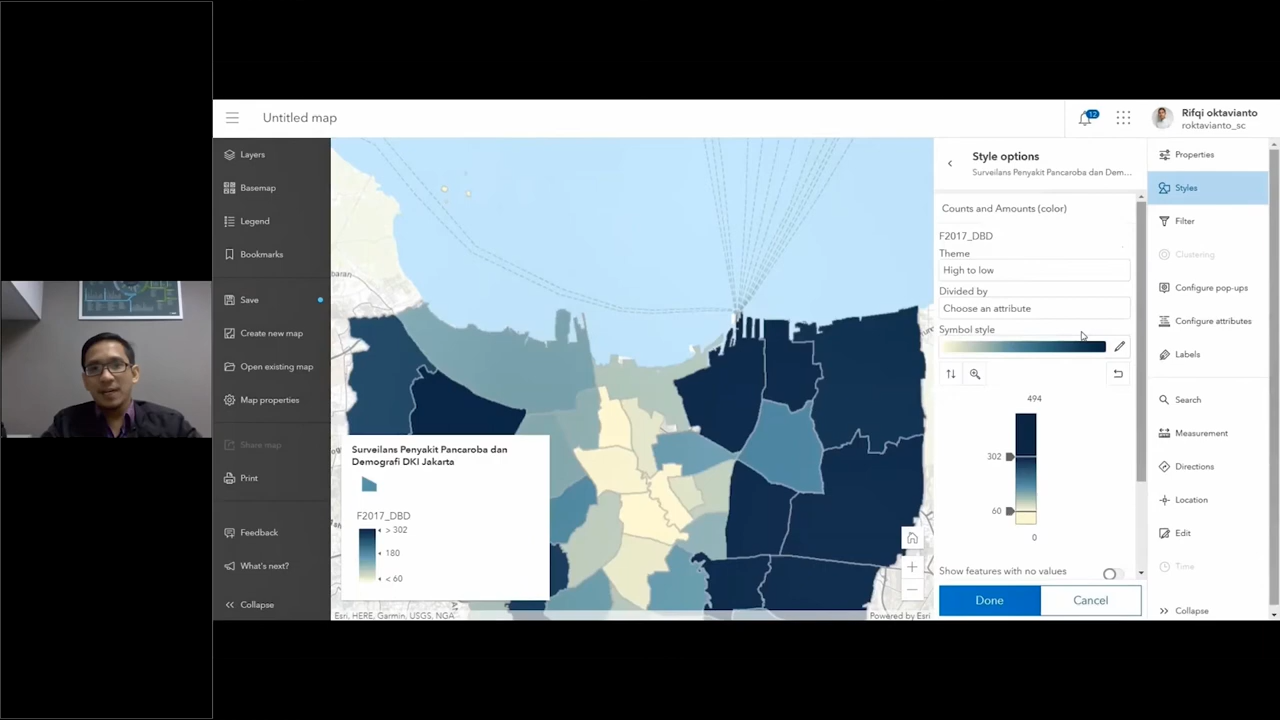 Untitled map
12
Rifqi oktavianto
roktavianto_sc
Layers
Basemap
Legend
Bookmarks
Save
Create new map
Open existing map
Map properties
Share map
Print
Feedback
What's next?
Collapse
baran
Surveilans Penyakit Pancaroba dan
Demografi DKI Jakarta
F2017_DBD
> 302
180
< 60
Esri, HERE, Garmin, USGS, NGA
Powered by Esri
Style options
Surveilans Penyakit Pancaroba dan Dem...
Counts and Amounts (color)
F2017_DBD
Theme
High to low
Divided by
Choose an attribute
Symbol style
494
302
60
0
Show features with no values
Done
Cancel
Properties
Styles
Filter
Clustering
Configure pop-ups
Configure attributes
Labels
Search
Measurement
Directions
Location
Edit
Time
Collapse